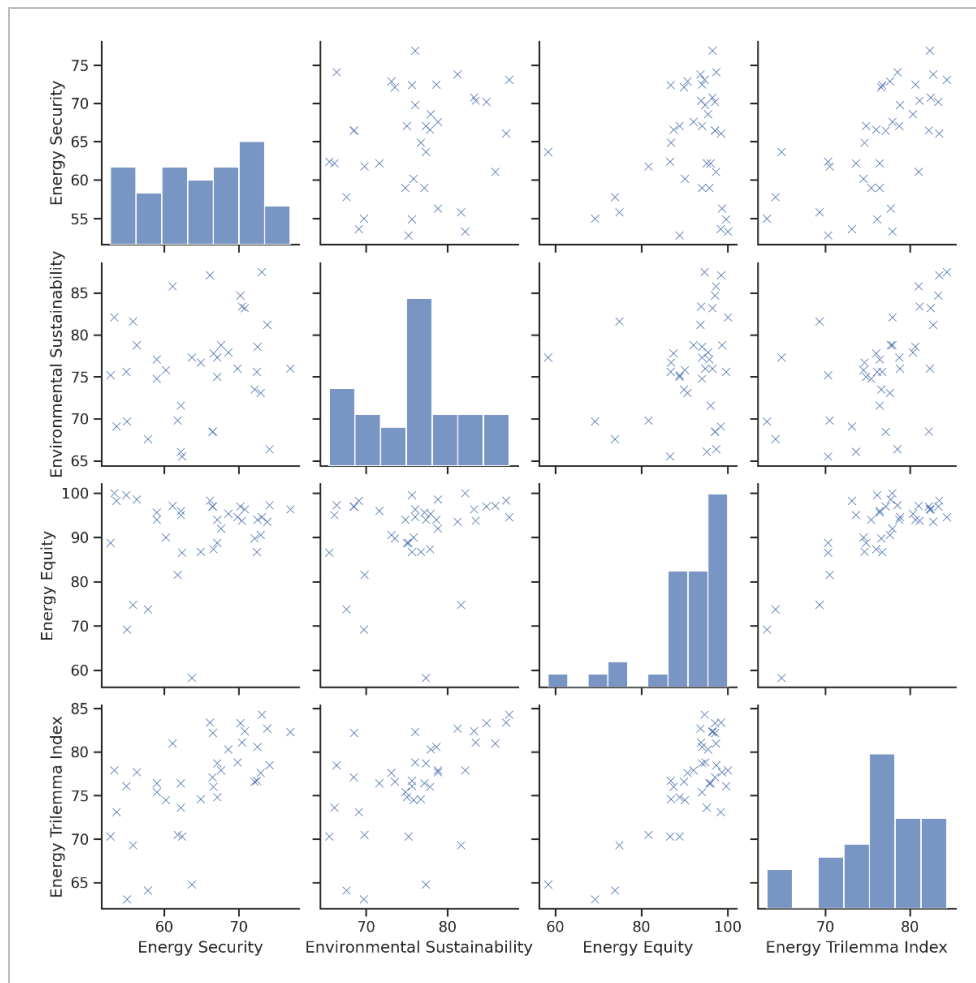 Energy Security
75
70
65
60
55
Environmental Sustainability
85
80
75
70
65
Energy Equity
100
90
80
70
60
Energy Trilemma Index
85
80
75
70
65
60 70
70 80
60 80 100
70 80
Energy Security
Environmental Sustainability
Energy Equity
Energy Trilemma Index